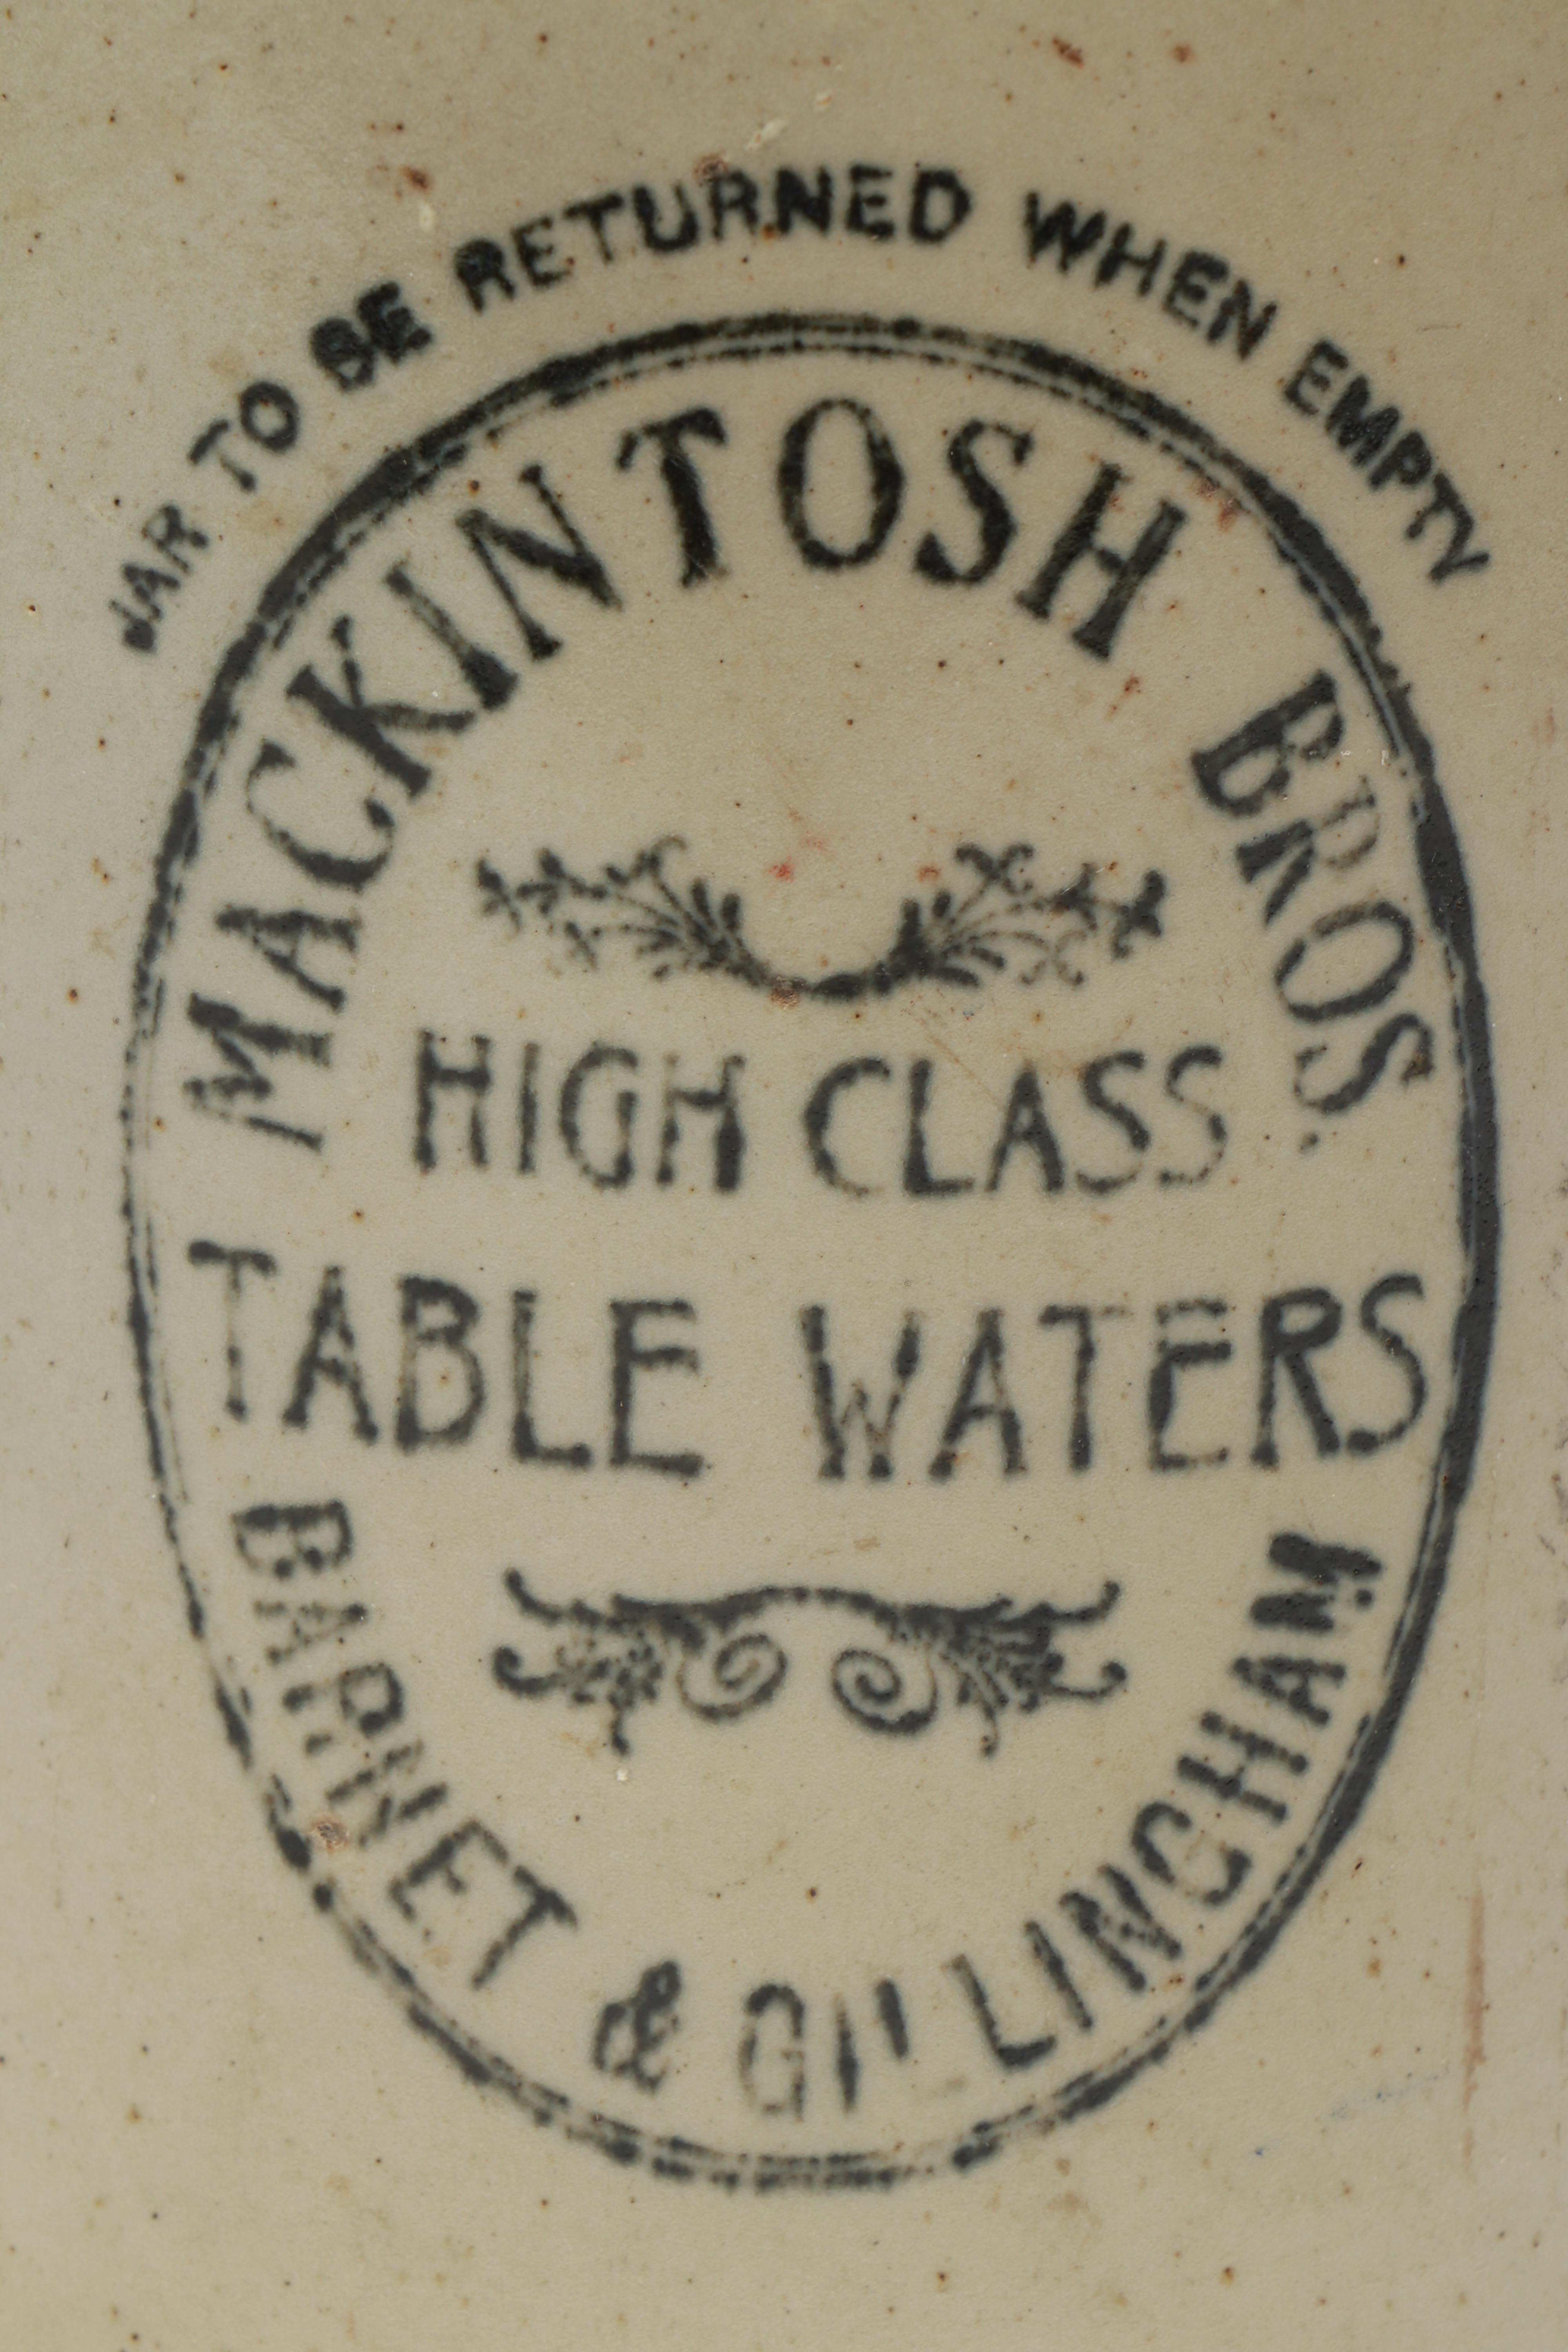 JAR TO BE RETURNED WHEN EMPTY
MACKINTOSH BROS.
HIGH CLASS
TABLE WATERS
BARNET & GILLINGHAM